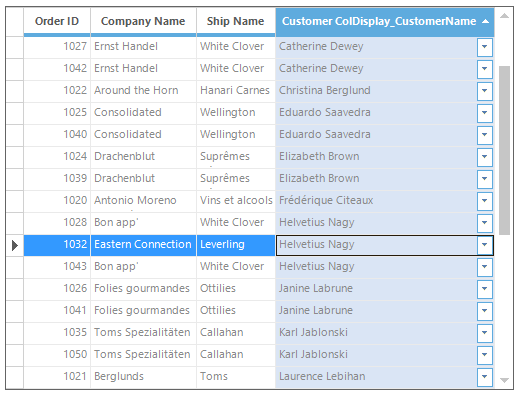 Order ID Company Name Ship Name Customer ColDisplay_CustomerName
1027 Ernst Handel White Clover Catherine Dewey
1042 Ernst Handel White Clover Catherine Dewey
1022 Around the Horn Hanari Carnes Christina Berglund
1025 Consolidated Wellington Eduardo Saavedra
1040 Consolidated Wellington Eduardo Saavedra
1024 Drachenblut Suprêmes Elizabeth Brown
1039 Drachenblut Suprêmes Elizabeth Brown
1020 Antonio Moreno Vins et alcools Frédérique Citeaux
1028 Bon app' White Clover Helvetius Nagy
1032 Eastern Connection Leverling Helvetius Nagy
1043 Bon app' White Clover Helvetius Nagy
1026 Folies gourmandes Ottilies Janine Labrune
1041 Folies gourmandes Ottilies Janine Labrune
1035 Toms Spezialitäten Callahan Karl Jablonski
1050 Toms Spezialitäten Callahan Karl Jablonski
1021 Berglunds Toms Laurence Lebihan